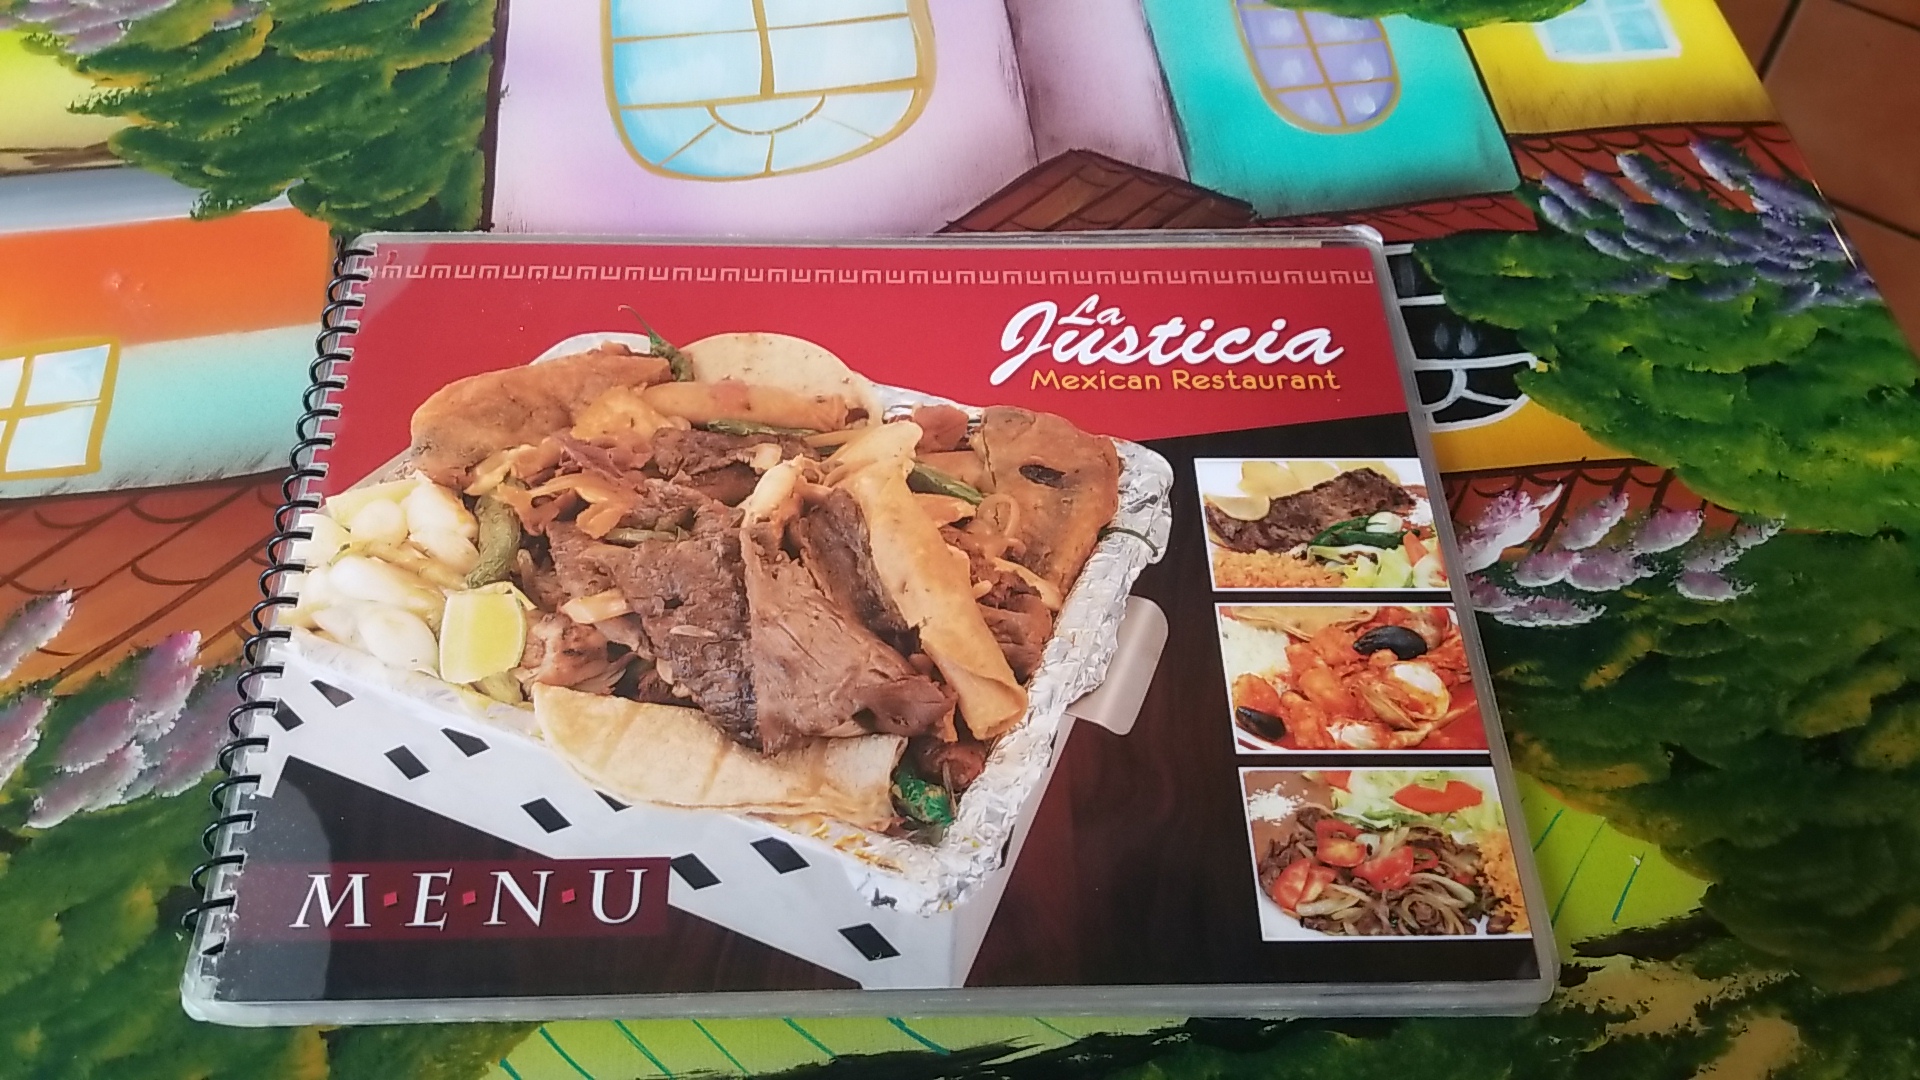 La
Justicia
Mexican Restaurant
M·E·N·U